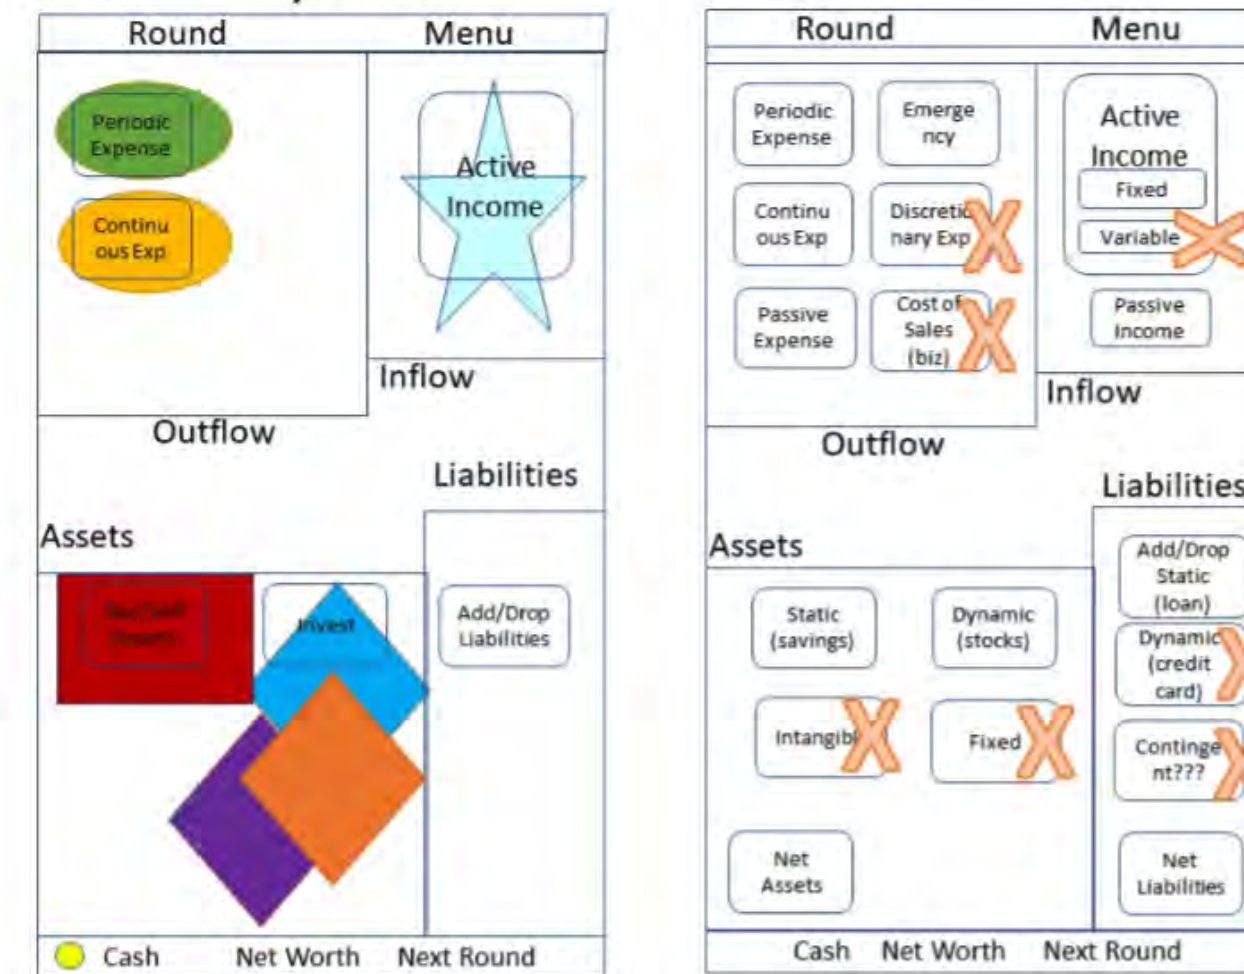 Round
Menu
Periodic
Expense
Continu
ous Exp
Active
Income
Inflow
Outflow
Liabilities
Assets
Invest
Add/Drop
Liabilities
Cash
Net Worth
Next Round
Round
Menu
Periodic
Expense
Emerge
ncy
Active
Income
Fixed
Variable
Continu
ous Exp
Discretio
nary Exp
Passive
Expense
Cost of
Sales
(biz)
Passive
Income
Inflow
Outflow
Liabilities
Assets
Static
(savings)
Dynamic
(stocks)
Add/Drop
Static
(loan)
Dynamic
(credit
card)
Intangibl
Fixed
Continge
nt???
Net
Assets
Net
Liabilities
Cash
Net Worth
Next Round